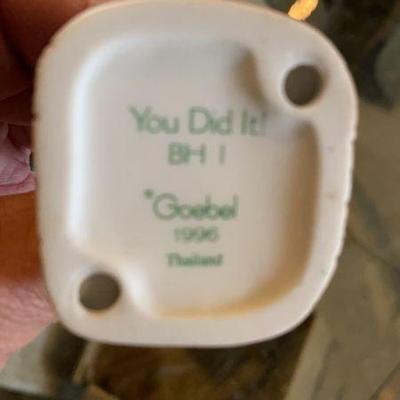 You Did It!
BH 1
©Goebel
1996
Thailand